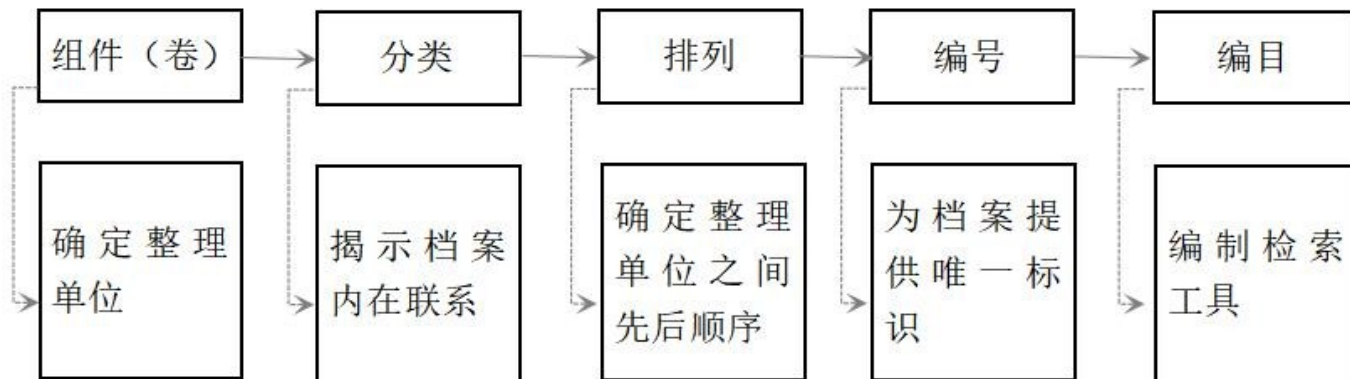 组件（卷）
分类
排列
编号
编目
确定整理
单位
揭示档案
内在联系
确定整理
单位之间
先后顺序
为档案提
供唯一标
识
编制检索
工具